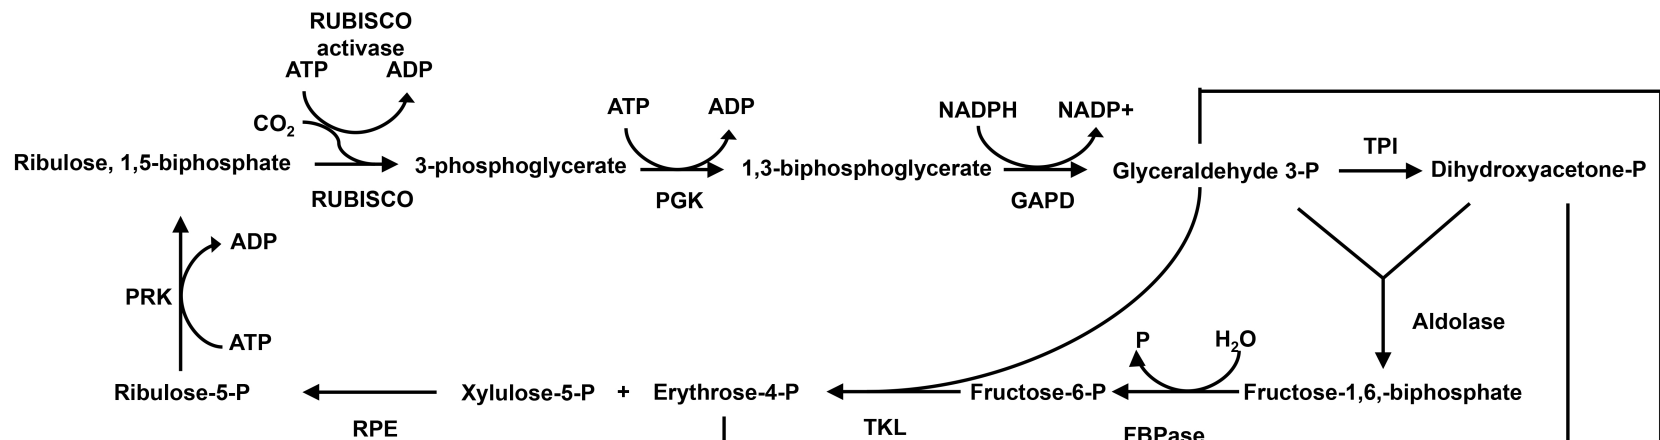 RUBISCO
activase
ATP ADP
CO2
Ribulose, 1,5-biphosphate
RUBISCO
3-phosphoglycerate
ATP ADP
PGK
1,3-biphosphoglycerate
NADPH NADP+
GAPD
Glyceraldehyde 3-P
TPI
Dihydroxyacetone-P
ADP
PRK
ATP
Aldolase
P H2O
Ribulose-5-P
RPE
Xylulose-5-P + Erythrose-4-P
TKL
Fructose-6-P
FBPase
Fructose-1,6,-biphosphate